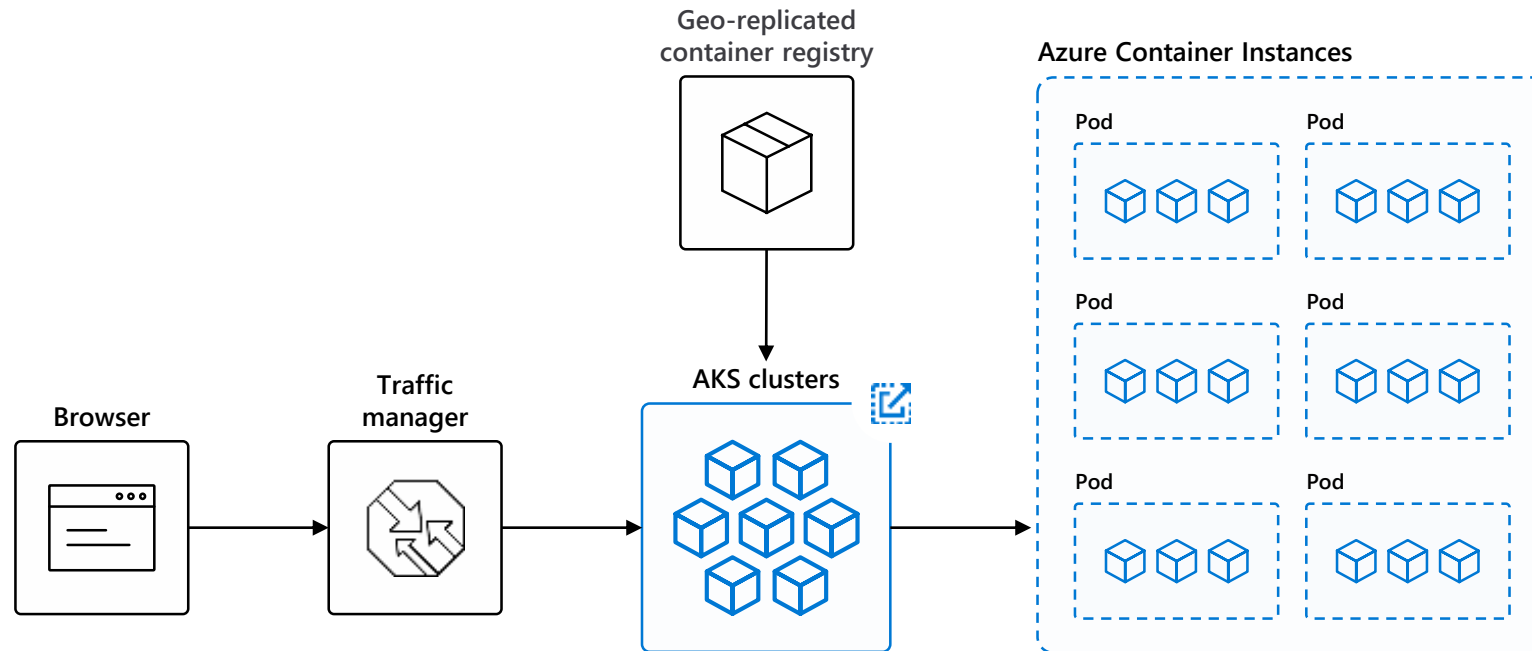 Geo-replicated
container registry
Azure Container Instances
Pod
Pod
Pod
Pod
AKS clusters
Traffic
manager
Browser
Pod
Pod